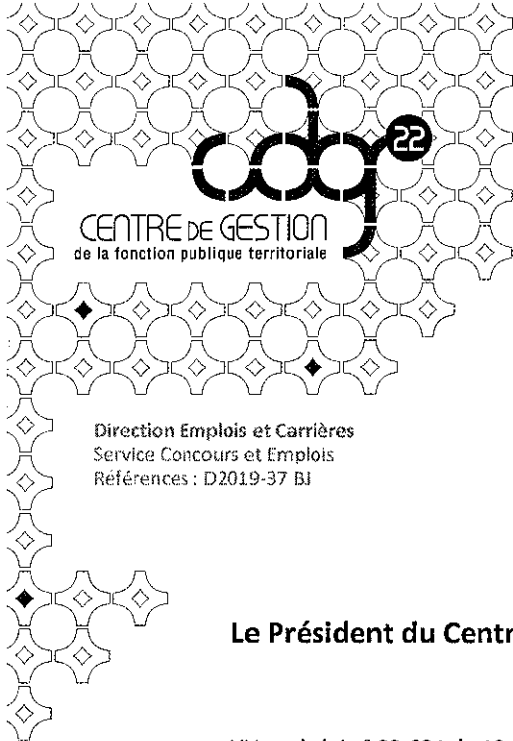 cdg 22
CENTRE DE GESTION
de la fonction publique territoriale
Direction Emplois et Carrières
Service Concours et Emplois
Références : D2019-37 BJ
Le Président du Centr